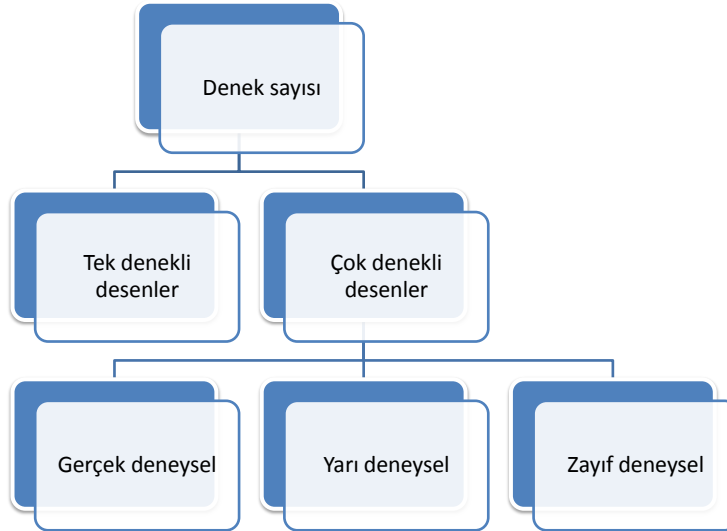 Denek sayısı
Tek denekli
desenler
Çok denekli
desenler
Gerçek deneysel
Yarı deneysel
Zayıf deneysel